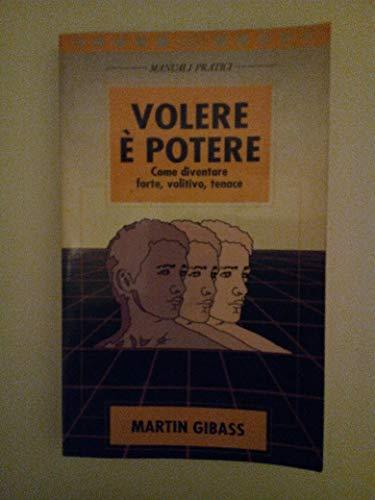 MANUALI PRATICI
VOLERE
È POTERE
Come diventare
forte, volitivo, tenace
MARTIN GIBASS